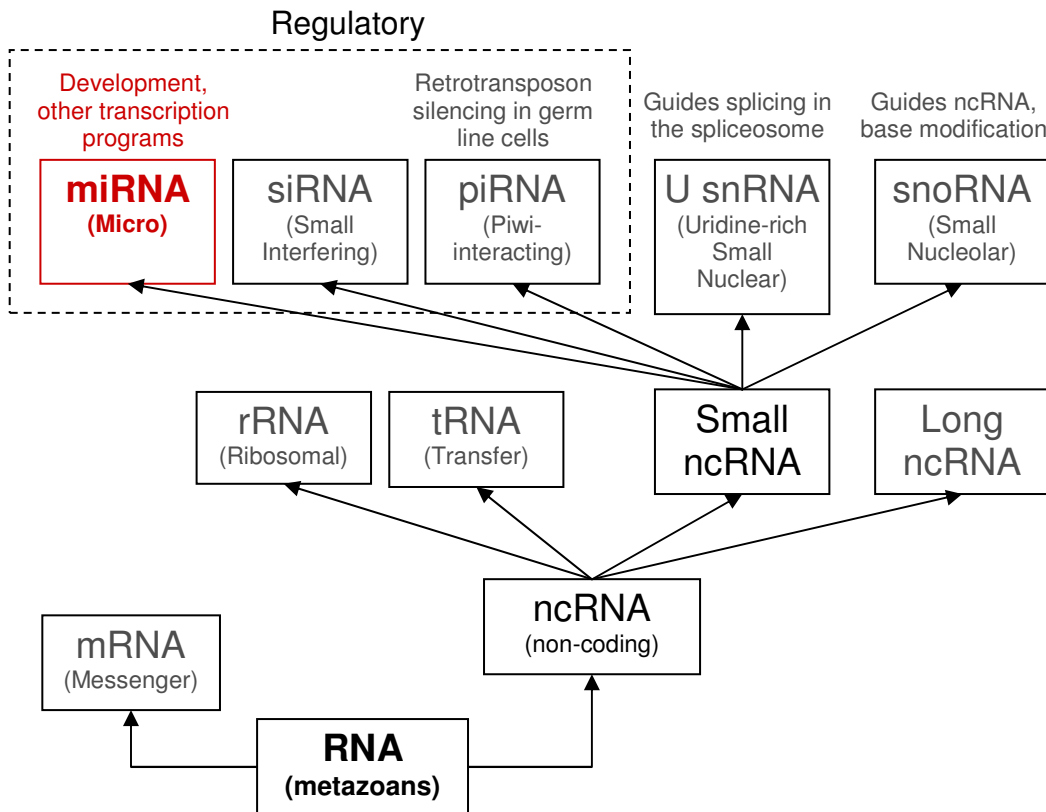 Regulatory
Development,
other transcription
programs
miRNA
(Micro)
siRNA
(Small
Interfering)
Retrotransposon
silencing in germ
line cells
piRNA
(Piwi-
interacting)
Guides splicing in
the spliceosome
U snRNA
(Uridine-rich
Small
Nuclear)
Guides ncRNA,
base modification
snoRNA
(Small
Nucleolar)
rRNA
(Ribosomal)
tRNA
(Transfer)
Small
ncRNA
Long
ncRNA
ncRNA
(non-coding)
mRNA
(Messenger)
RNA
(metazoans)